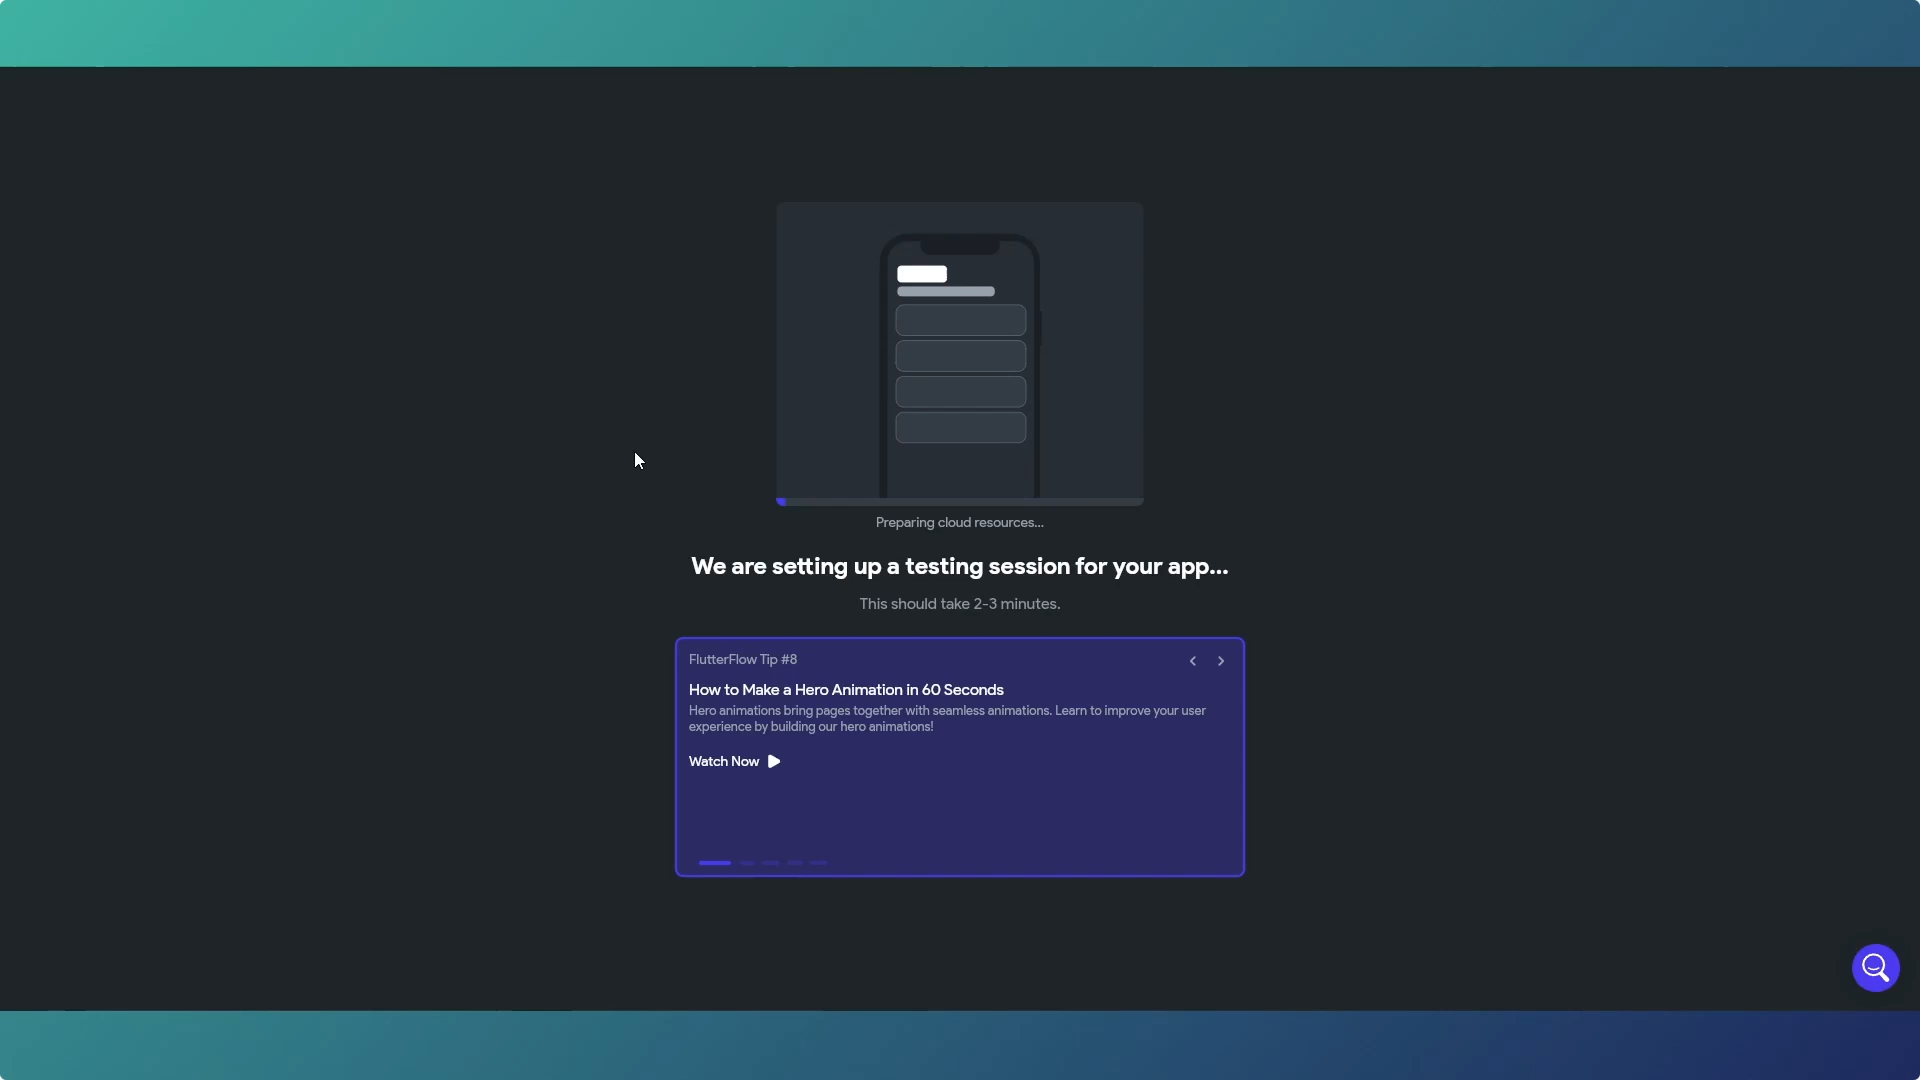 Preparing cloud resources...
We are setting up a testing session for your app...
This should take 2-3 minutes.
FlutterFlow Tip #8
How to Make a Hero Animation in 60 Seconds
Hero animations bring pages together with seamless animations. Learn to improve your user
experience by building our hero animations!
Watch Now